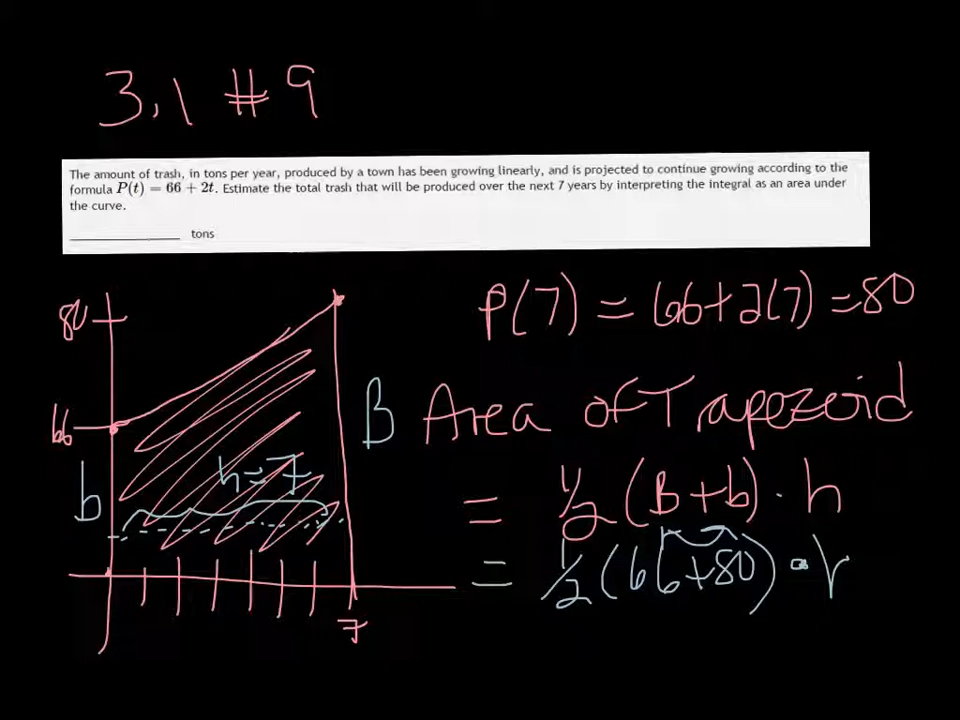 3.1 #9
The amount of trash, in tons per year, produced by a town has been growing linearly, and is projected to continue growing according to the
formula P(t) = 66 + 2t. Estimate the total trash that will be produced over the next 7 years by interpreting the integral as an area under
the curve.
tons
80
P(7) = 66+2(7) = 80
66
B
Area of Trapezoid
b
h=7
= 1/2 (B+b) · h
= 1/2 (66+80) ·
7